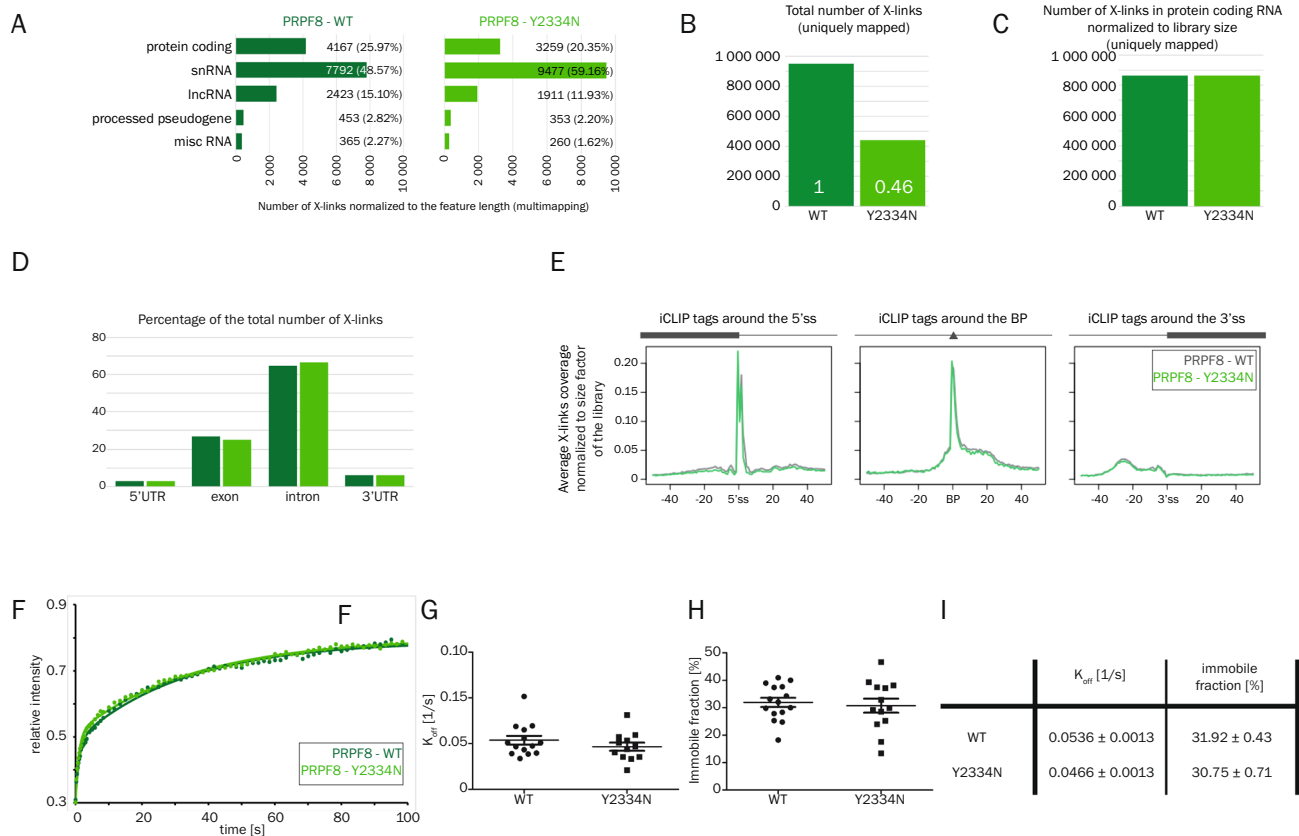 A
PRPF8 - WT
PRPF8 - Y2334N
protein coding
4167 (25.97%)
3259 (20.35%)
snRNA
7792 (48.57%)
9477 (59.16%)
lncRNA
2423 (15.10%)
1911 (11.93%)
processed pseudogene
453 (2.82%)
353 (2.20%)
misc RNA
365 (2.27%)
260 (1.62%)
0
2 000
4 000
6 000
8 000
10 000
0
2 000
4 000
6 000
8 000
10 000
Number of X-links normalized to the feature length (multimapping)
B
Total number of X-links
(uniquely mapped)
1 000 000
800 000
600 000
400 000
200 000
0
1
0.46
WT
Y2334N
C
Number of X-links in protein coding RNA
normalized to library size
(uniquely mapped)
1 000 000
800 000
600 000
400 000
200 000
0
WT
Y2334N
D
Percentage of the total number of X-links
80
60
40
20
0
5'UTR
exon
intron
3'UTR
E
iCLIP tags around the 5'ss
iCLIP tags around the BP
iCLIP tags around the 3'ss
Average X-links coverage
normalized to size factor
of the library
0.20
0.15
0.10
0.05
0
PRPF8 - WT
PRPF8 - Y2334N
-40
-20
5'ss
20
40
-40
-20
BP
20
40
-40
-20
3'ss
20
40
F
relative intensity
0.9
0.7
0.5
0.3
F
PRPF8 - WT
PRPF8 - Y2334N
0
20
40
60
80
100
time [s]
G
Koff [1/s]
0.10
0.15
0.05
0
WT
Y2334N
H
Immobile fraction [%]
50
40
30
20
10
0
WT
Y2334N
I
Koff [1/s]
immobile
fraction [%]
WT
0.0536 ± 0.0013
31.92 ± 0.43
Y2334N
0.0466 ± 0.0013
30.75 ± 0.71